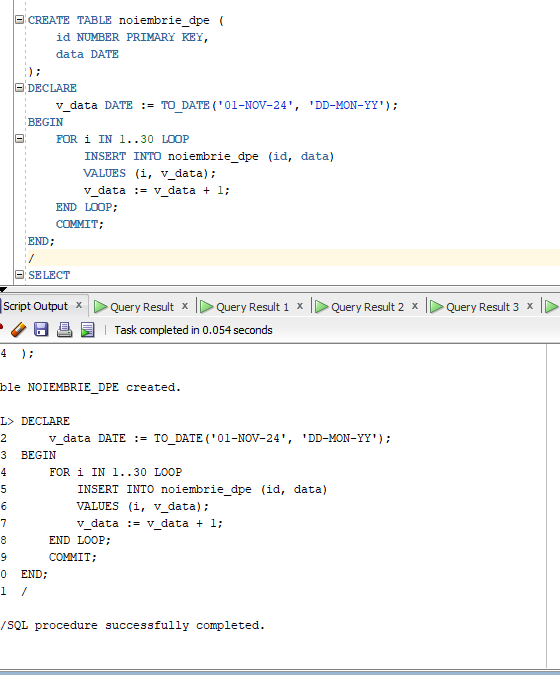 CREATE TABLE noiembrie_dpe (
id NUMBER PRIMARY KEY,
data DATE
);
DECLARE
v_data DATE := TO_DATE('01-NOV-24', 'DD-MON-YY');
BEGIN
FOR i IN 1..30 LOOP
INSERT INTO noiembrie_dpe (id, data)
VALUES (i, v_data);
v_data := v_data + 1;
END LOOP;
COMMIT;
END;
/
SELECT
Script Output x Query Result x Query Result 1 x Query Result 2 x Query Result 3 x
Task completed in 0.054 seconds
4 );
ble NOIEMBRIE_DPE created.
L> DECLARE
2 v_data DATE := TO_DATE('01-NOV-24', 'DD-MON-YY');
3 BEGIN
4 FOR i IN 1..30 LOOP
5 INSERT INTO noiembrie_dpe (id, data)
6 VALUES (i, v_data);
7 v_data := v_data + 1;
8 END LOOP;
9 COMMIT;
0 END;
1 /
/SQL procedure successfully completed.